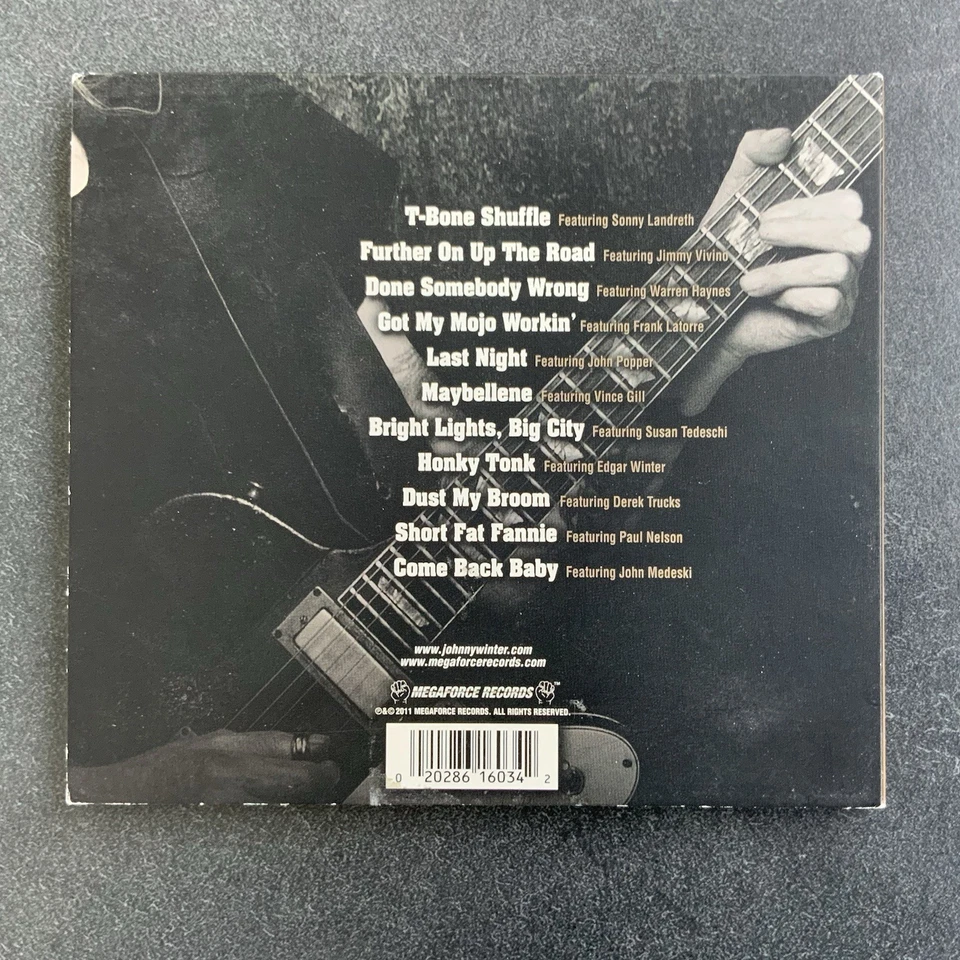 T-Bone Shuffle Featuring Sonny Landreth
Further On Up The Road Featuring Jimmy Vivino
Done Somebody Wrong Featuring Warren Haynes
Got My Mojo Workin' Featuring Frank Latorre
Last Night Featuring John Popper
Maybellene Featuring Vince Gill
Bright Lights, Big City Featuring Susan Tedeschi
Honky Tonk Featuring Edgar Winter
Dust My Broom Featuring Derek Trucks
Short Fat Fannie Featuring Paul Nelson
Come Back Baby Featuring John Medeski
www.johnnywinter.com
www.megaforcerecords.com
MEGAFORCE RECORDS™
℗&© 2011 MEGAFORCE RECORDS. ALL RIGHTS RESERVED.
0 20286 16034 2